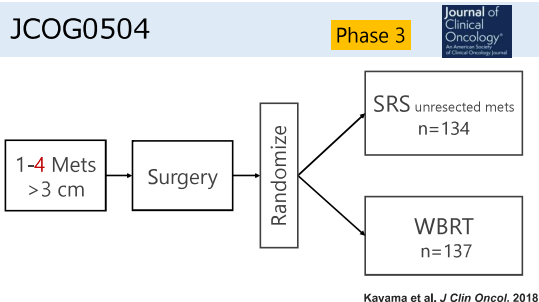 JCOG0504
Phase 3
Journal of
Clinical
Oncology®
An American Society
of Clinical Oncology Journal
1-4 Mets
>3 cm
Surgery
Randomize
SRS unresected mets
n=134
WBRT
n=137
Kayama et al. J Clin Oncol. 2018